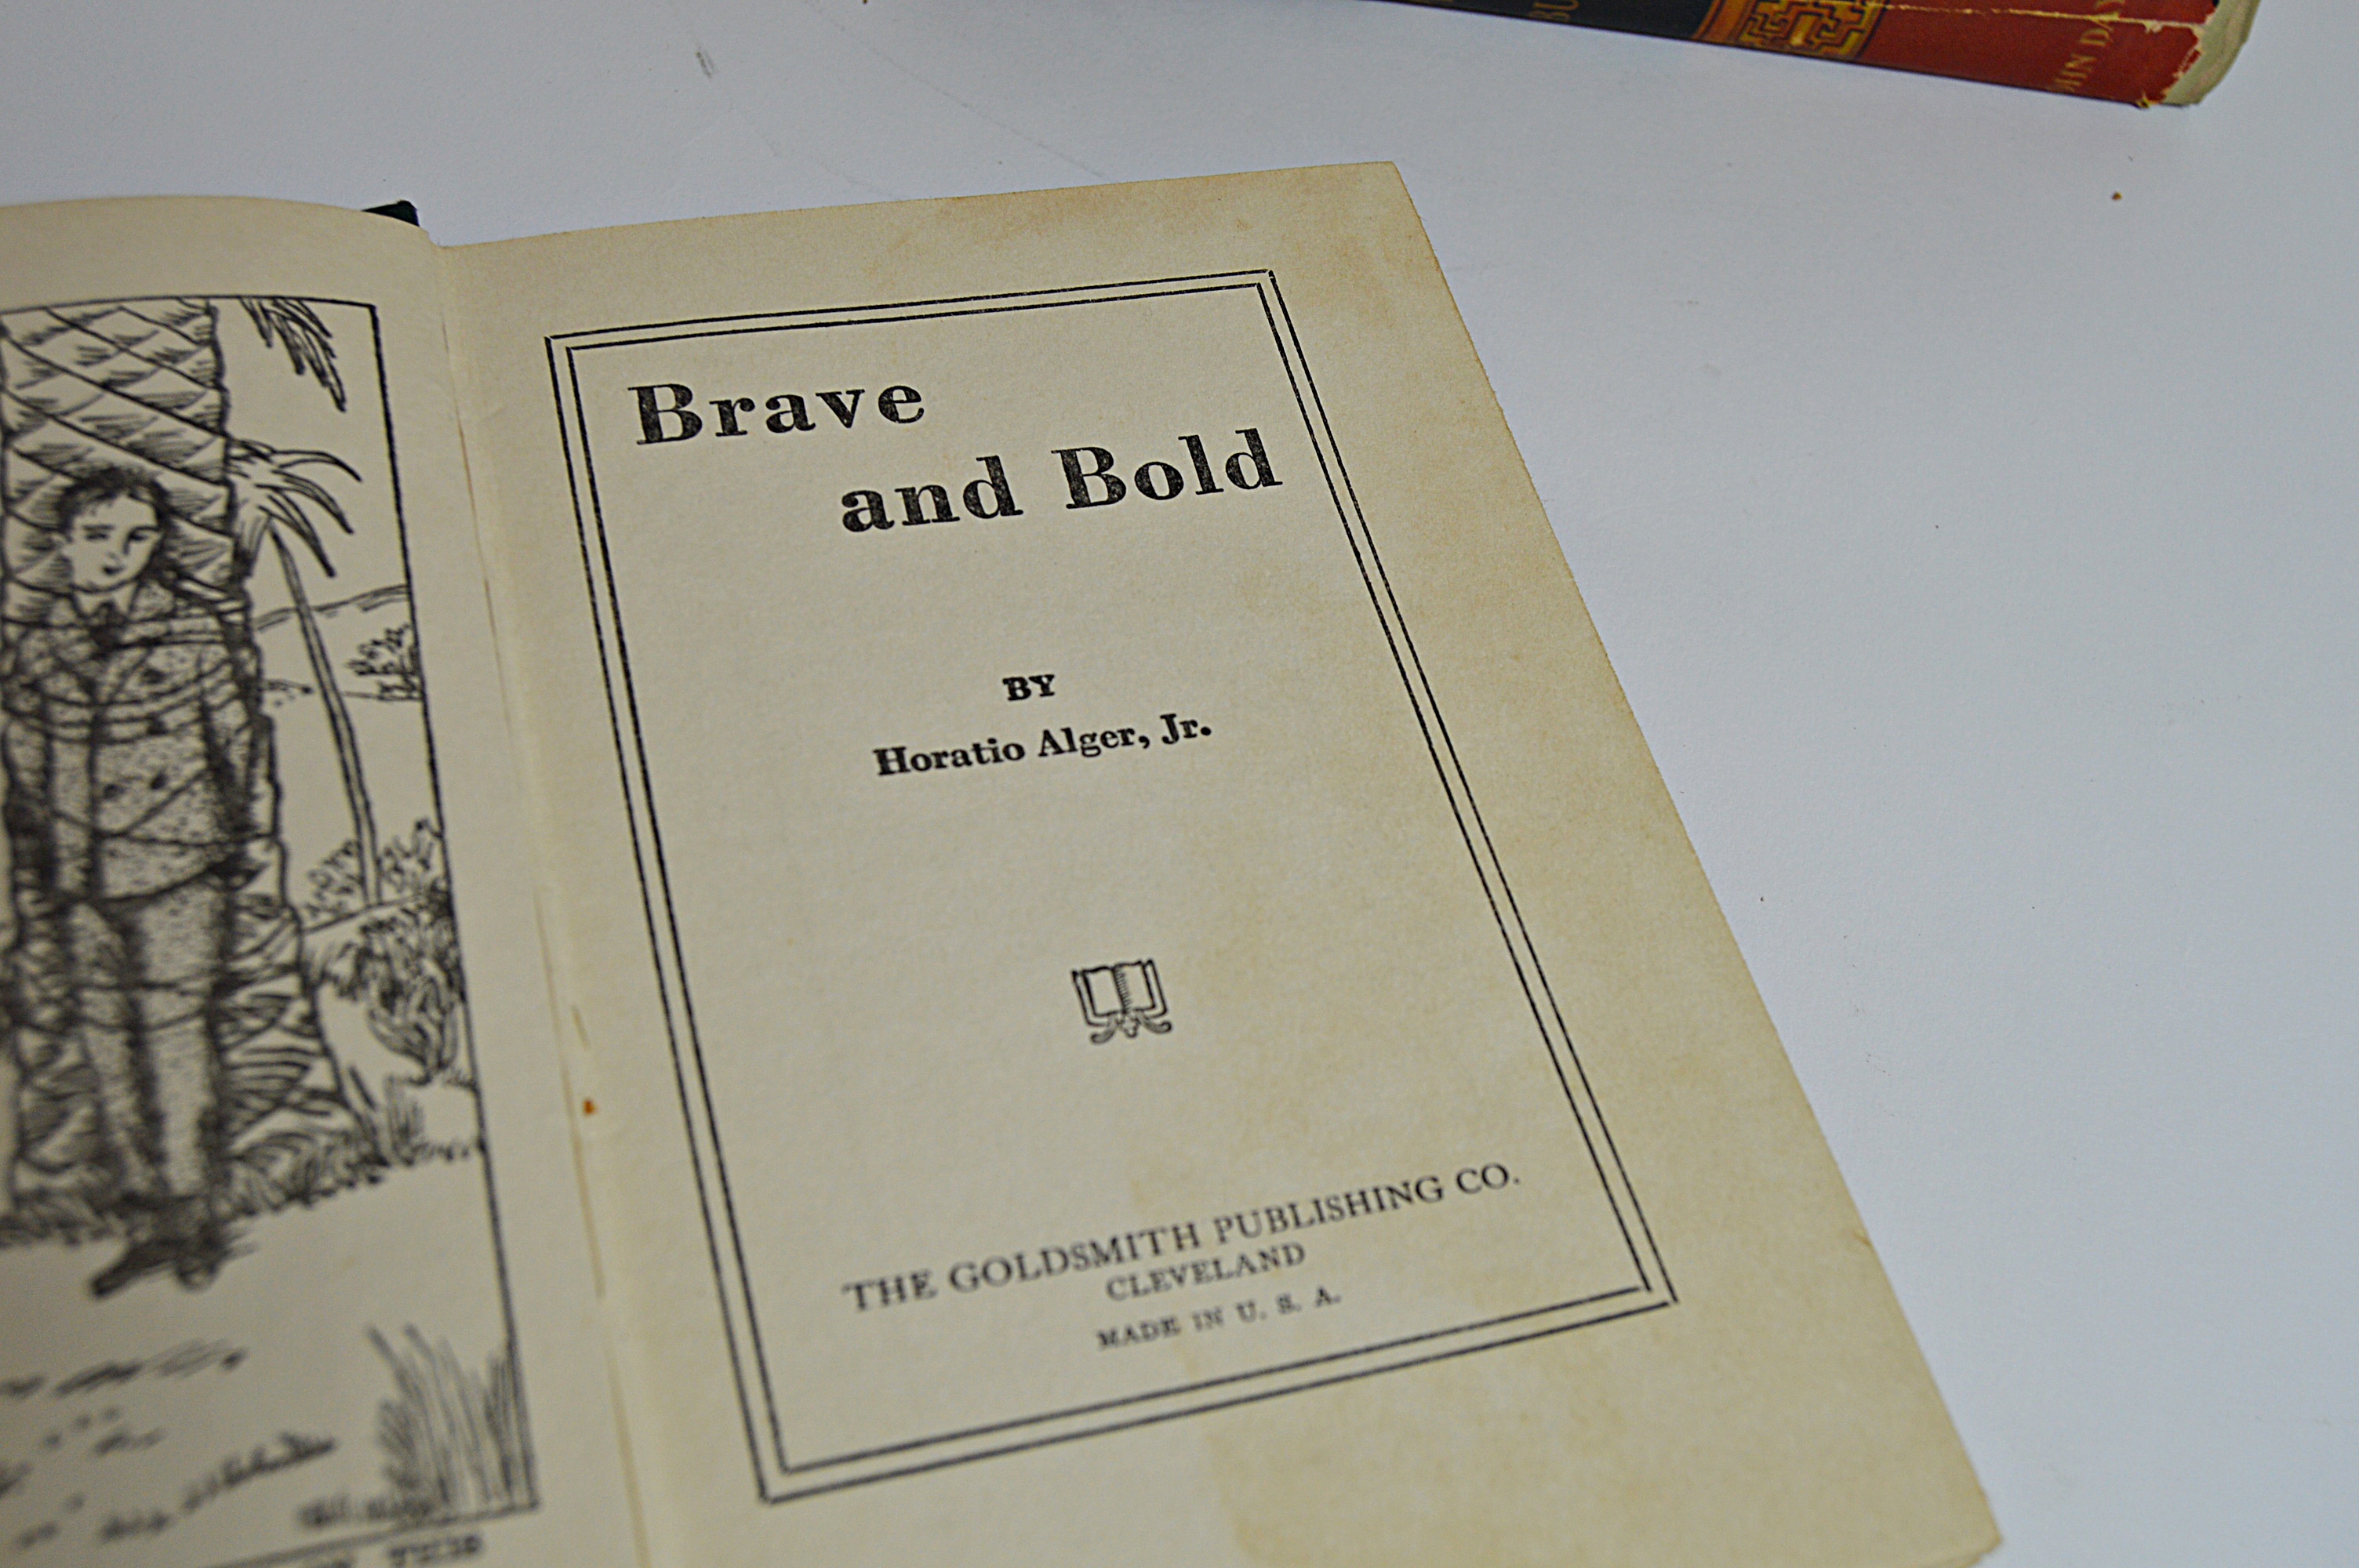 Brave
and Bold
BY
Horatio Alger, Jr.
THE GOLDSMITH PUBLISHING CO.
CLEVELAND
MADE IN U. S. A.